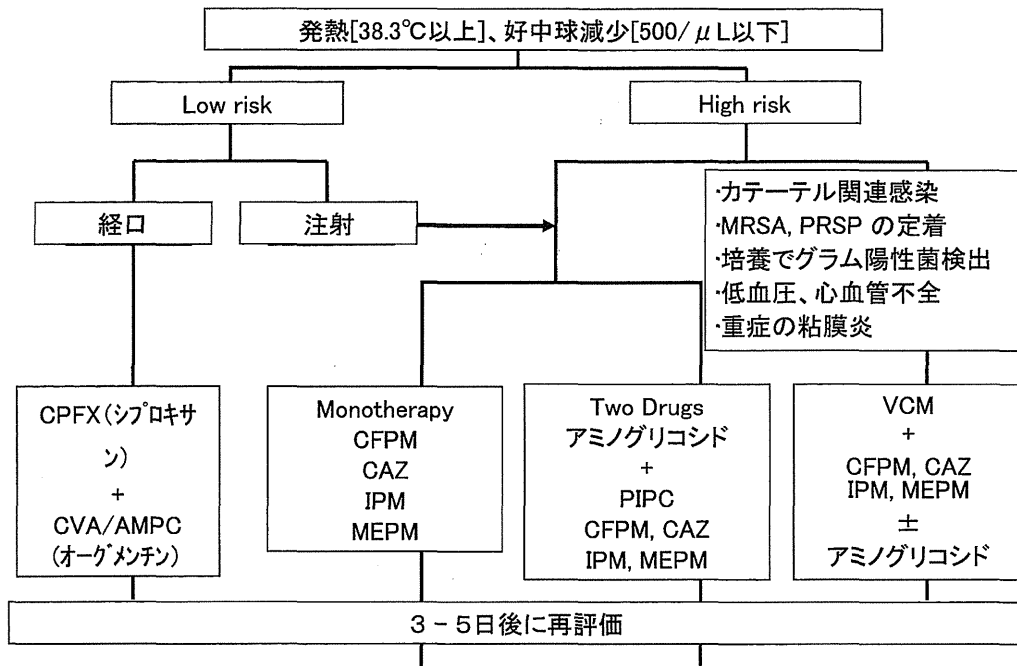 発熱[38.3℃以上]、好中球減少[500/μL以下]
Low risk
High risk
経口
注射
・カテーテル関連感染
・MRSA, PRSP の定着
・培養でグラム陽性菌検出
・低血圧、心血管不全
・重症の粘膜炎
CPFX(シプロキサ
ン)
+
CVA/AMPC
(オーグメンチン)
Monotherapy
CFPM
CAZ
IPM
MEPM
Two Drugs
アミノグリコシド
+
PIPC
CFPM, CAZ
IPM, MEPM
VCM
+
CFPM, CAZ
IPM, MEPM
±
アミノグリコシド
3-5日後に再評価